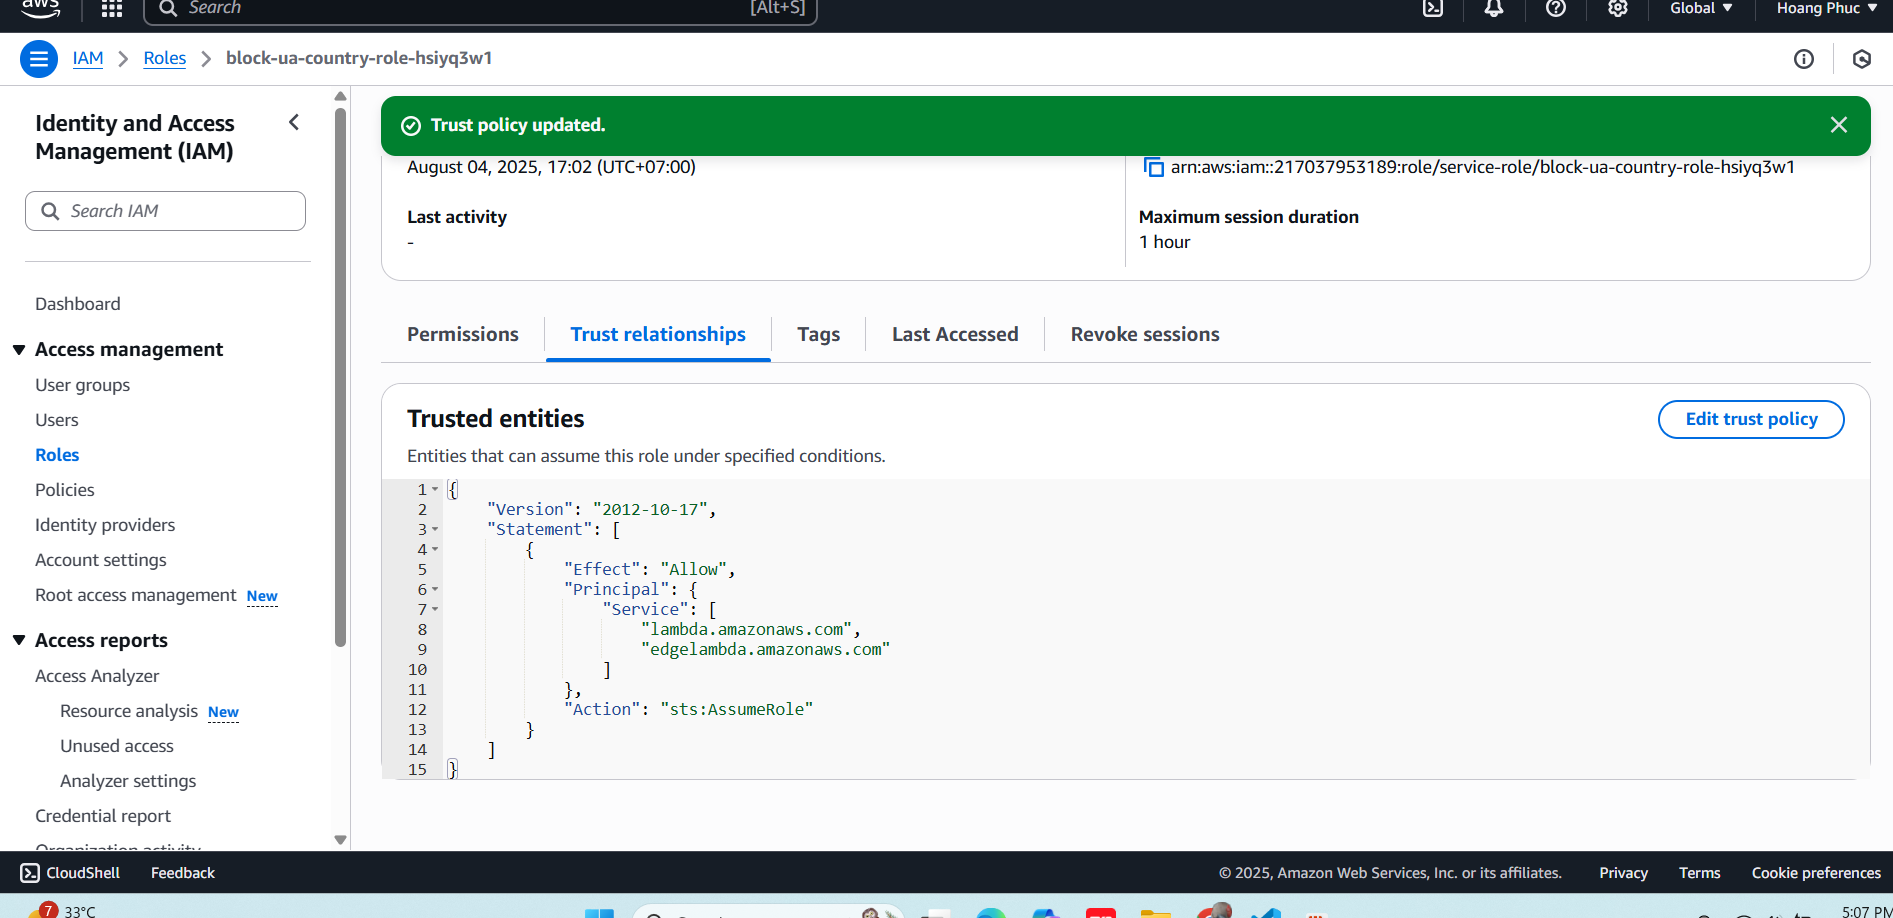 aws
Search
[Alt+S]
Global
Hoang Phuc
IAM
Roles
block-ua-country-role-hsiyq3w1
Identity and Access
Management (IAM)
Search IAM
Dashboard
Access management
User groups
Users
Roles
Policies
Identity providers
Account settings
Root access management New
Access reports
Access Analyzer
Resource analysis New
Unused access
Analyzer settings
Credential report
Organization activity
Trust policy updated.
August 04, 2025, 17:02 (UTC+07:00)
arn:aws:iam::217037953189:role/service-role/block-ua-country-role-hsiyq3w1
Last activity
-
Maximum session duration
1 hour
Permissions
Trust relationships
Tags
Last Accessed
Revoke sessions
Trusted entities
Edit trust policy
Entities that can assume this role under specified conditions.
1 {
2 "Version": "2012-10-17",
3 "Statement": [
4 {
5 "Effect": "Allow",
6 "Principal": {
7 "Service": [
8 "lambda.amazonaws.com",
9 "edgelambda.amazonaws.com"
10 ]
11 },
12 "Action": "sts:AssumeRole"
13 }
14 ]
15 }
CloudShell
Feedback
© 2025, Amazon Web Services, Inc. or its affiliates.
Privacy
Terms
Cookie preferences
7
33°C
5:07 PM